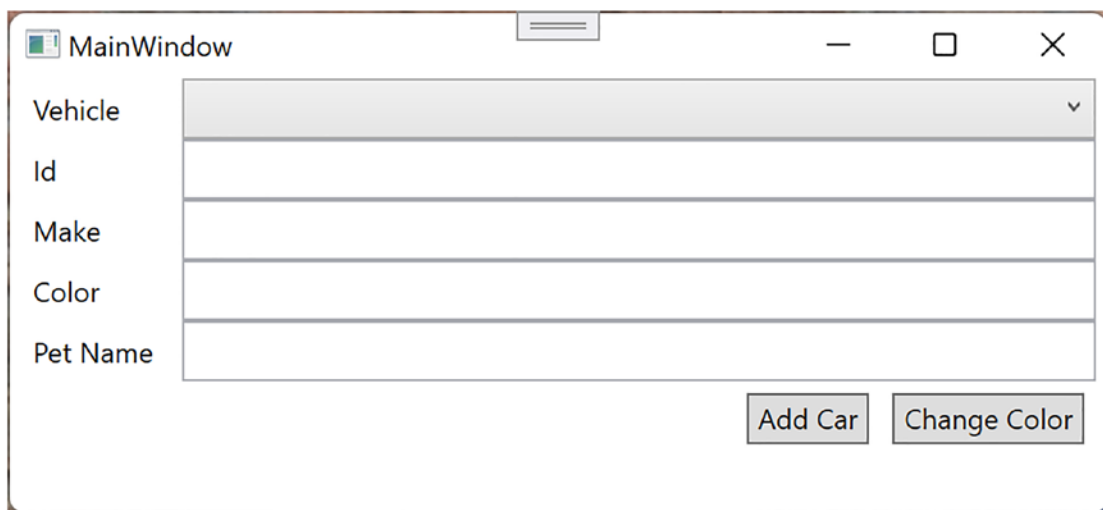 MainWindow
Vehicle
Id
Make
Color
Pet Name
Add Car Change Color